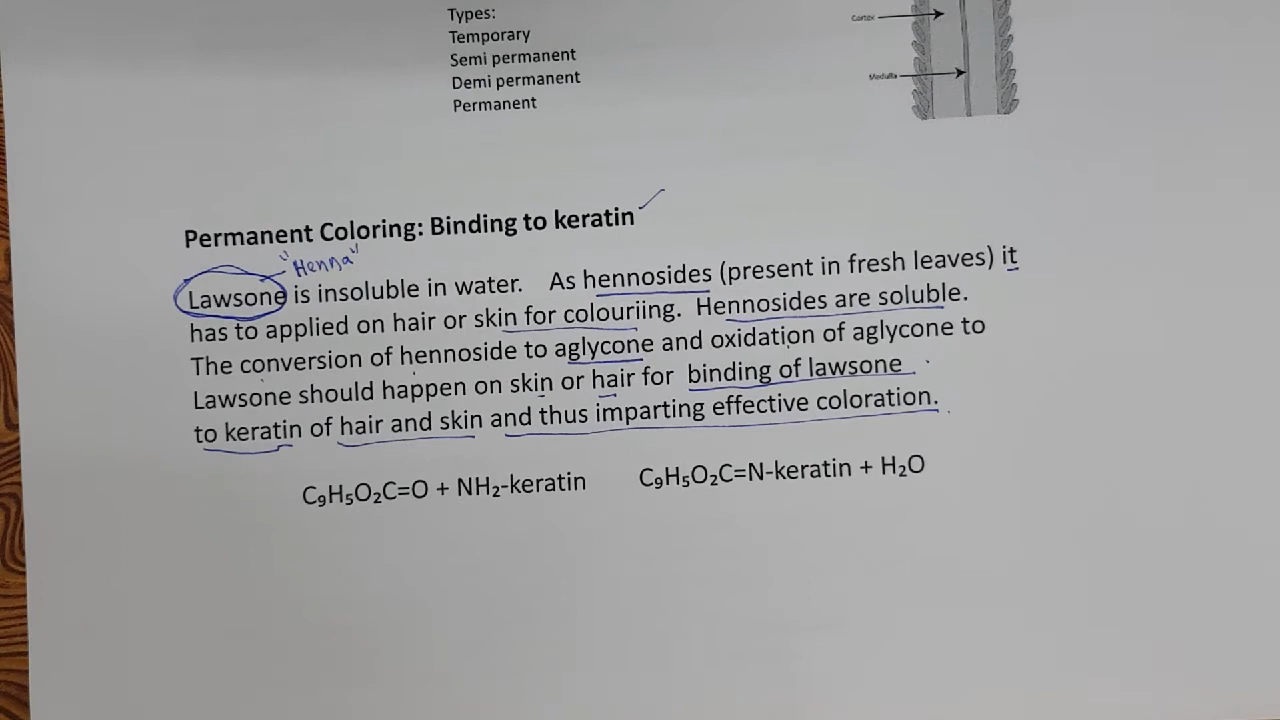 Types:
Temporary
Semi permanent
Demi permanent
Permanent
Cortex
Medulla
Permanent Coloring: Binding to keratin
"Henna"
Lawsone is insoluble in water. As hennosides (present in fresh leaves) it
has to applied on hair or skin for colouriing. Hennosides are soluble.
The conversion of hennoside to aglycone and oxidation of aglycone to
Lawsone should happen on skin or hair for binding of lawsone
to keratin of hair and skin and thus imparting effective coloration.
C₉H₅O₂C=O + NH₂-keratin C₉H₅O₂C=N-keratin + H₂O